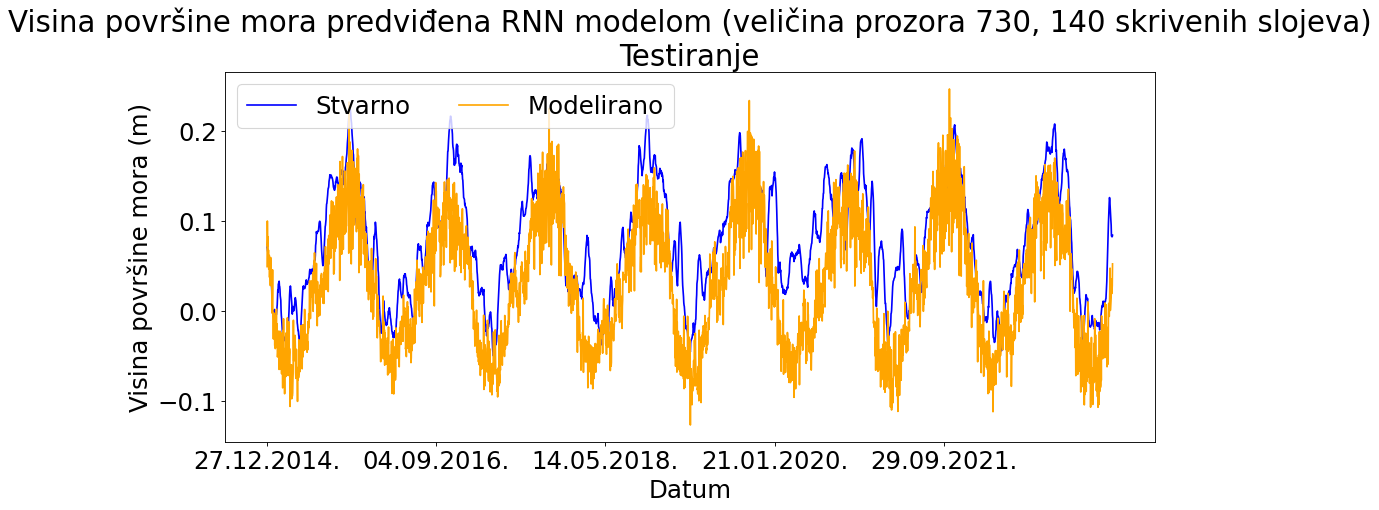 Visina površine mora predviđena RNN modelom (veličina prozora 730, 140 skrivenih slojeva)
Testiranje
Stvarno
Modelirano
Visina površine mora (m)
0.2
0.1
0.0
−0.1
27.12.2014.
04.09.2016.
14.05.2018.
21.01.2020.
29.09.2021.
Datum